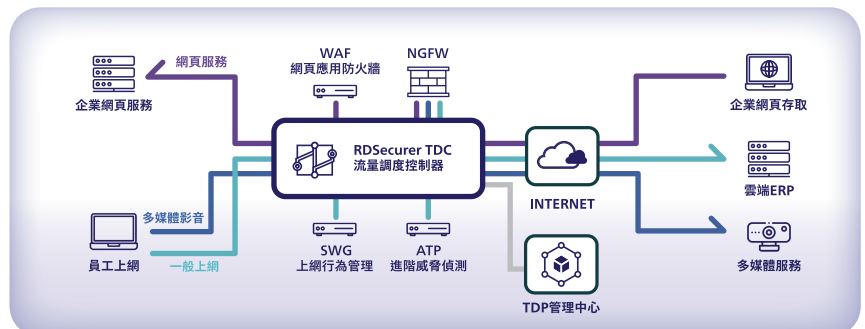 WAF
網頁應用防火牆
NGFW
網頁服務
企業網頁服務
企業網頁存取
RDSecurer TDC
流量調度控制器
INTERNET
雲端ERP
多媒體影音
員工上網
一般上網
SWG
上網行為管理
ATP
進階威脅偵測
多媒體服務
TDP管理中心